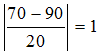 |(70 − 90)/20| = 1